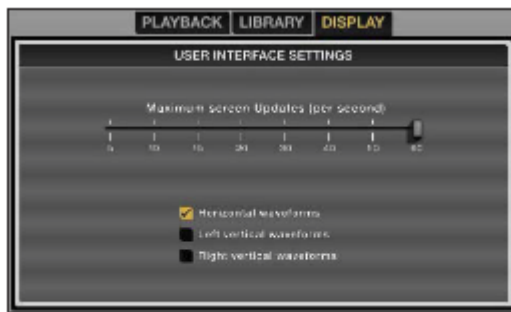 PLAYBACK LIBRARY DISPLAY
USER INTERFACE SETTINGS
Maximum screen Updates (per second)
5 10 15 20 30 40 50 60
Horizontal waveforms
Left vertical waveforms
Right vertical waveforms